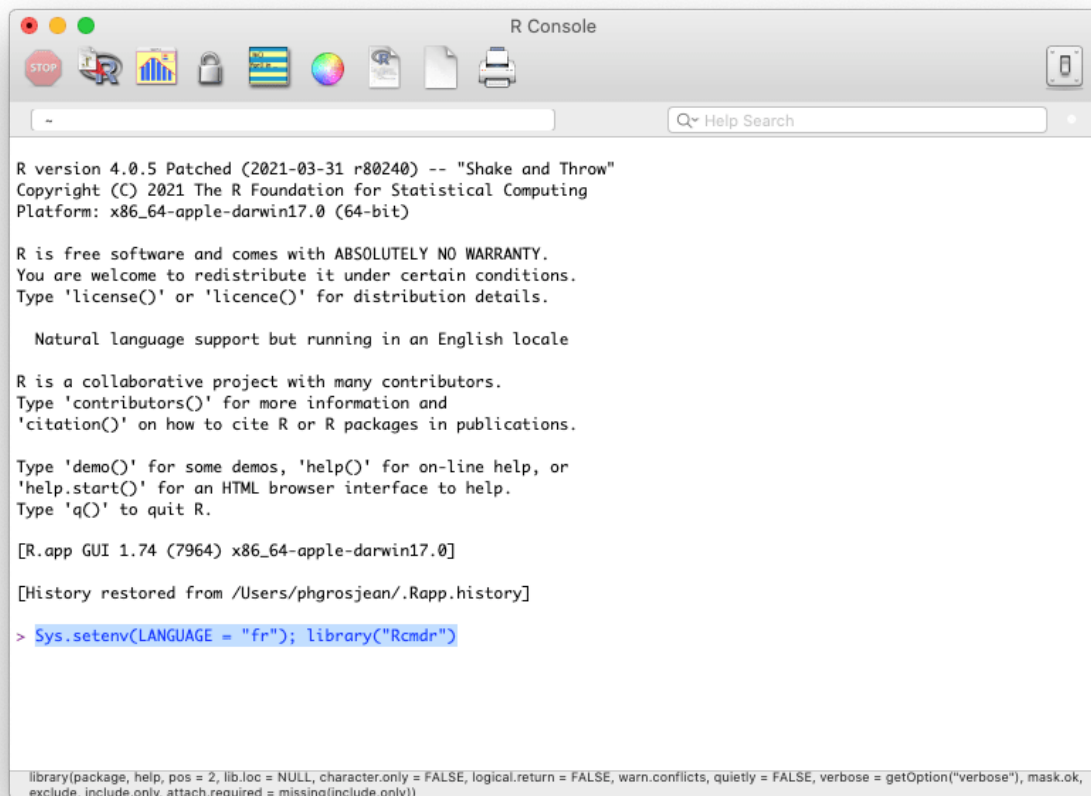 R Console
STOP
~
Help Search
R version 4.0.5 Patched (2021-03-31 r80240) -- "Shake and Throw"
Copyright (C) 2021 The R Foundation for Statistical Computing
Platform: x86_64-apple-darwin17.0 (64-bit)
R is free software and comes with ABSOLUTELY NO WARRANTY.
You are welcome to redistribute it under certain conditions.
Type 'license()' or 'licence()' for distribution details.
Natural language support but running in an English locale
R is a collaborative project with many contributors.
Type 'contributors()' for more information and
'citation()' on how to cite R or R packages in publications.
Type 'demo()' for some demos, 'help()' for on-line help, or
'help.start()' for an HTML browser interface to help.
Type 'q()' to quit R.
[R.app GUI 1.74 (7964) x86_64-apple-darwin17.0]
[History restored from /Users/phgrosjean/.Rapp.history]
> Sys.setenv(LANGUAGE = "fr"); library("Rcmdr")
library(package, help, pos = 2, lib.loc = NULL, character.only = FALSE, logical.return = FALSE, warn.conflicts, quietly = FALSE, verbose = getOption("verbose"), mask.ok,
exclude, include.only, attach.required = missing(include.only))